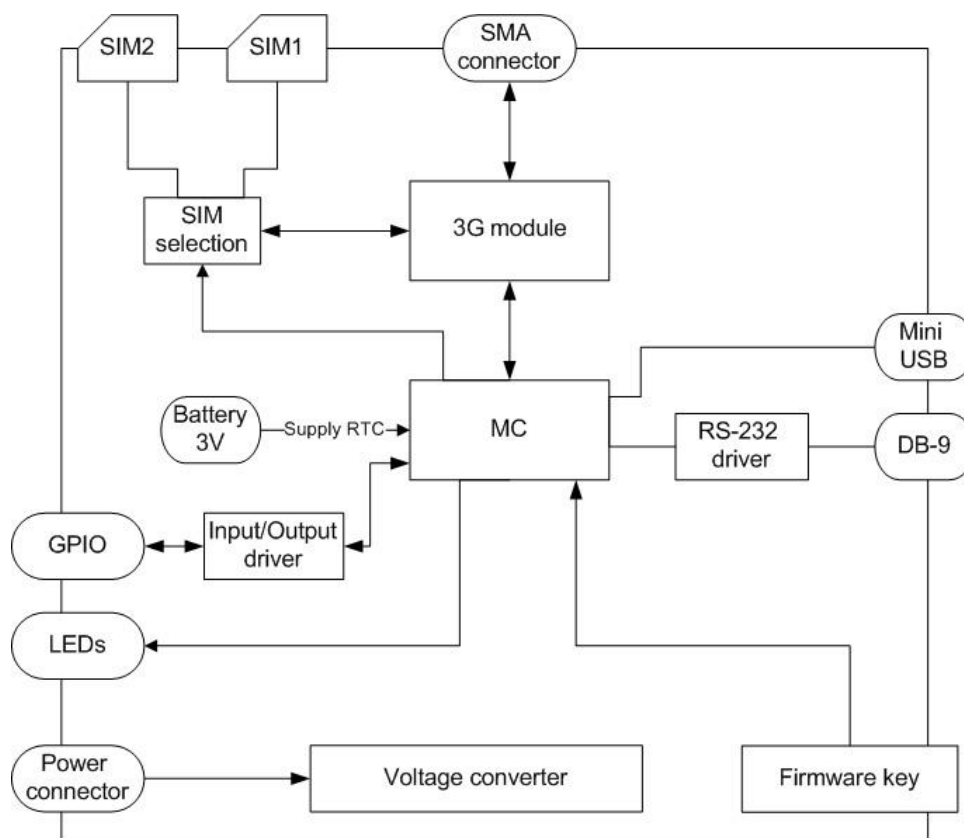 SIM2
SIM1
SMA
connector
SIM
selection
3G module
Mini
USB
Battery
3V
Supply RTC
MC
RS-232
driver
DB-9
GPIO
Input/Output
driver
LEDs
Power
connector
Voltage converter
Firmware key